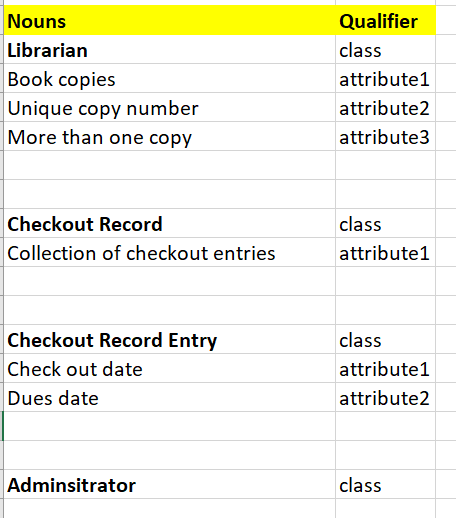 Nouns Qualifier
Librarian class
Book copies attribute1
Unique copy number attribute2
More than one copy attribute3
Checkout Record class
Collection of checkout entries attribute1
Checkout Record Entry class
Check out date attribute1
Dues date attribute2
Adminsitrator class